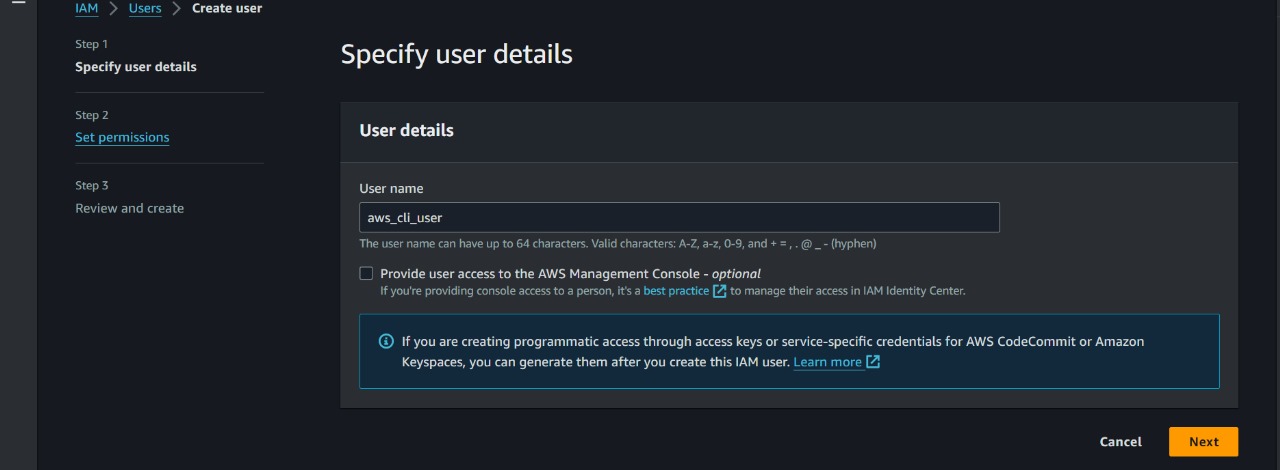 IAM > Users > Create user
Step 1
Specify user details
Step 2
Set permissions
Step 3
Review and create
Specify user details
User details
User name
aws_cli_user
The user name can have up to 64 characters. Valid characters: A-Z, a-z, 0-9, and + = , . @ _ - (hyphen)
Provide user access to the AWS Management Console - optional
If you're providing console access to a person, it's a best practice to manage their access in IAM Identity Center.
If you are creating programmatic access through access keys or service-specific credentials for AWS CodeCommit or Amazon
Keyspaces, you can generate them after you create this IAM user. Learn more
Cancel
Next